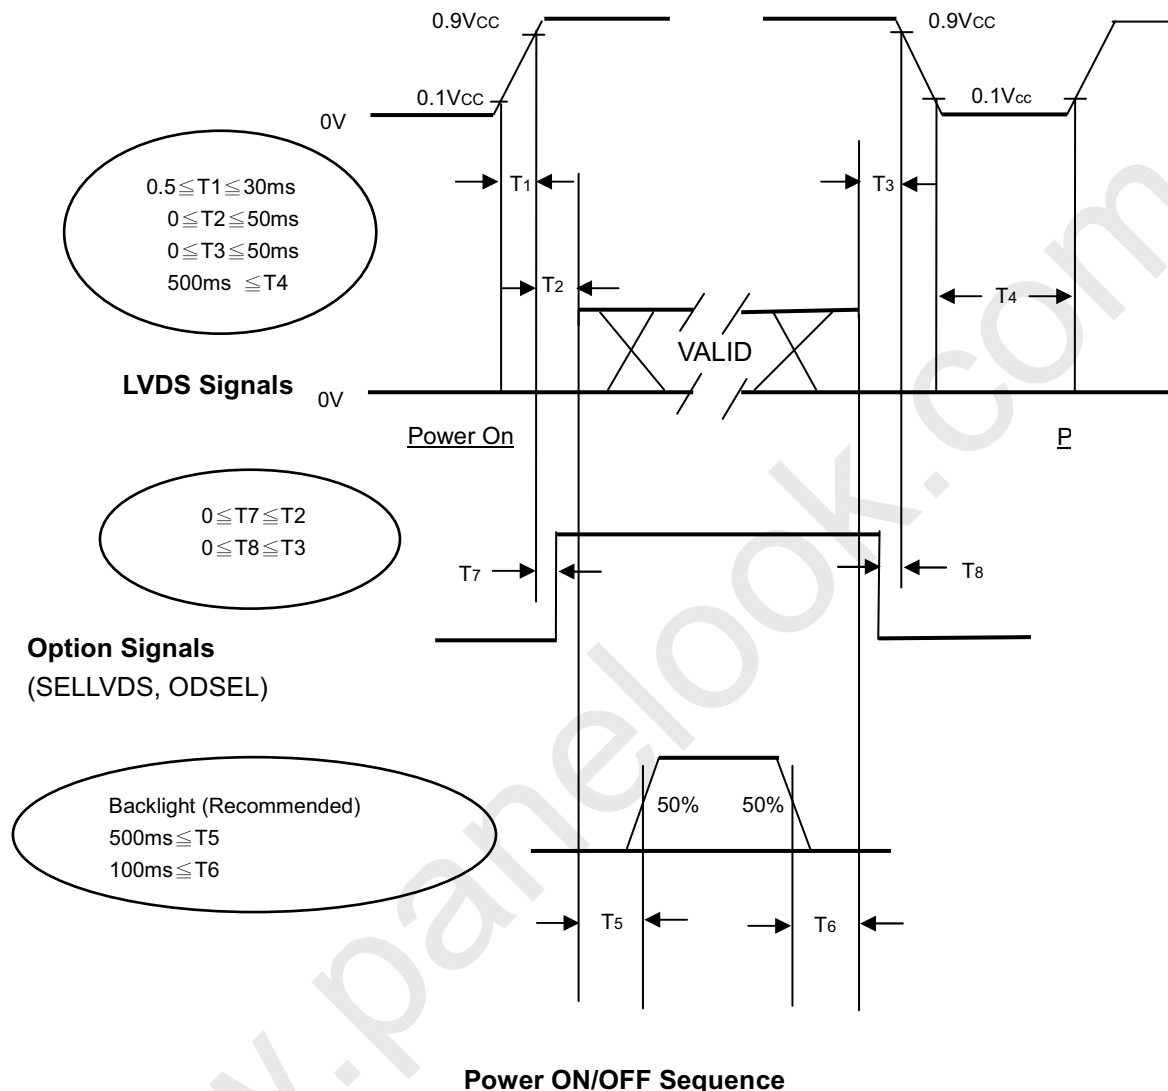 0.9Vcc
0.9Vcc
0.1Vcc
0.1Vcc
0V
0.5≦T1≦30ms
0≦T2≦50ms
0≦T3≦50ms
500ms ≦T4
T1
T3
T2
T4
VALID
LVDS Signals
0V
Power On
P
0≦T7≦T2
0≦T8≦T3
T7
T8
Option Signals
(SELLVDS, ODSEL)
Backlight (Recommended)
500ms≦T5
100ms≦T6
50%
50%
T5
T6
Power ON/OFF Sequence
.panelook.com